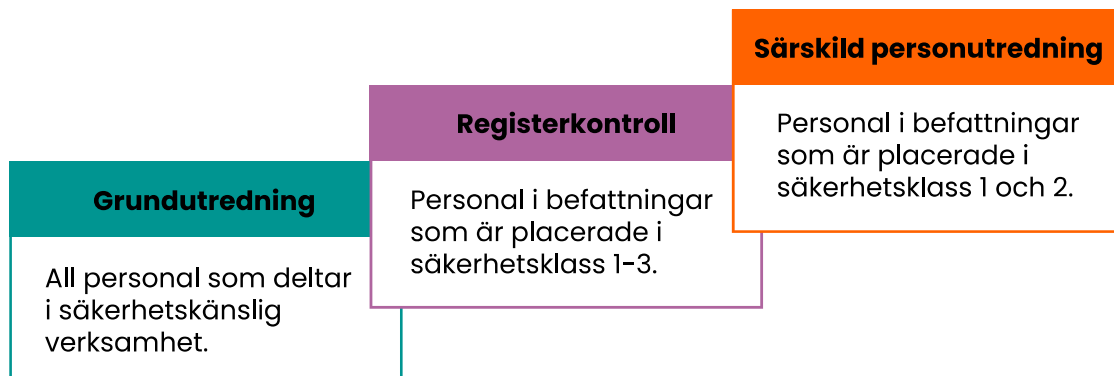 Särskild personutredning
Personal i befattningar
som är placerade i
säkerhetsklass 1 och 2.
Registerkontroll
Personal i befattningar
som är placerade i
säkerhetsklass 1-3.
Grundutredning
All personal som deltar
i säkerhetskänslig
verksamhet.